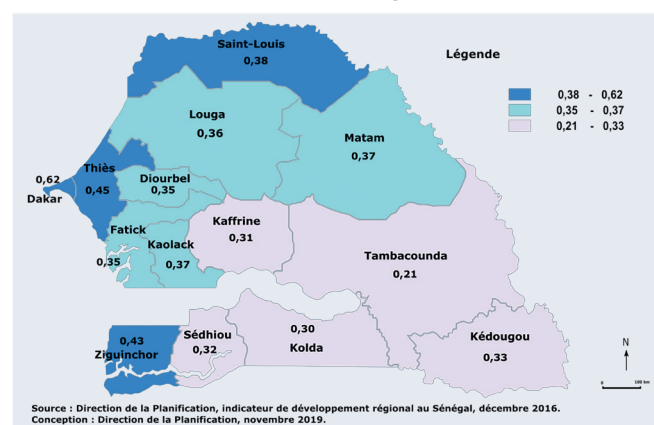 Saint-Louis
0,38
Légende
0,38 - 0,62
0,35 - 0,37
0,21 - 0,33
Louga
0,36
Matam
0,37
Thiès
0,45
0,62
Dakar
Diourbel
0,35
Fatick
0,35
Kaolack
0,37
Kaffrine
0,31
Tambacounda
0,21
0,43
Ziguinchor
Sédhiou
0,32
0,30
Kolda
Kédougou
0,33
N
0
100 km
Source : Direction de la Planification, indicateur de développement régional au Sénégal, décembre 2016.
Conception : Direction de la Planification, novembre 2019.